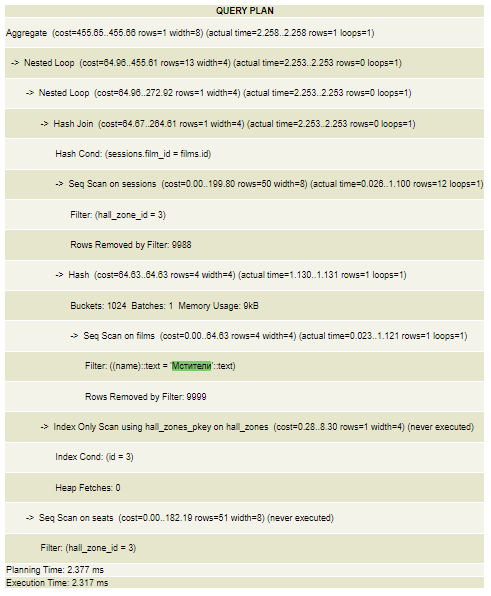 QUERY PLAN
Aggregate (cost=455.65..455.66 rows=1 width=8) (actual time=2.258..2.258 rows=1 loops=1)
-> Nested Loop (cost=64.96..455.61 rows=13 width=4) (actual time=2.253..2.253 rows=0 loops=1)
-> Nested Loop (cost=64.96..272.92 rows=1 width=4) (actual time=2.253..2.253 rows=0 loops=1)
-> Hash Join (cost=64.67..264.61 rows=1 width=4) (actual time=2.253..2.253 rows=0 loops=1)
Hash Cond: (sessions.film_id = films.id)
-> Seq Scan on sessions (cost=0.00..199.80 rows=50 width=8) (actual time=0.026..1.100 rows=12 loops=1)
Filter: (hall_zone_id = 3)
Rows Removed by Filter: 9988
-> Hash (cost=64.63..64.63 rows=4 width=4) (actual time=1.130..1.131 rows=1 loops=1)
Buckets: 1024 Batches: 1 Memory Usage: 9kB
-> Seq Scan on films (cost=0.00..64.63 rows=4 width=4) (actual time=0.023..1.121 rows=1 loops=1)
Filter: ((name)::text = 'Мстители'::text)
Rows Removed by Filter: 9999
-> Index Only Scan using hall_zones_pkey on hall_zones (cost=0.28..8.30 rows=1 width=4) (never executed)
Index Cond: (id = 3)
Heap Fetches: 0
-> Seq Scan on seats (cost=0.00..182.19 rows=51 width=8) (never executed)
Filter: (hall_zone_id = 3)
Planning Time: 2.377 ms
Execution Time: 2.317 ms